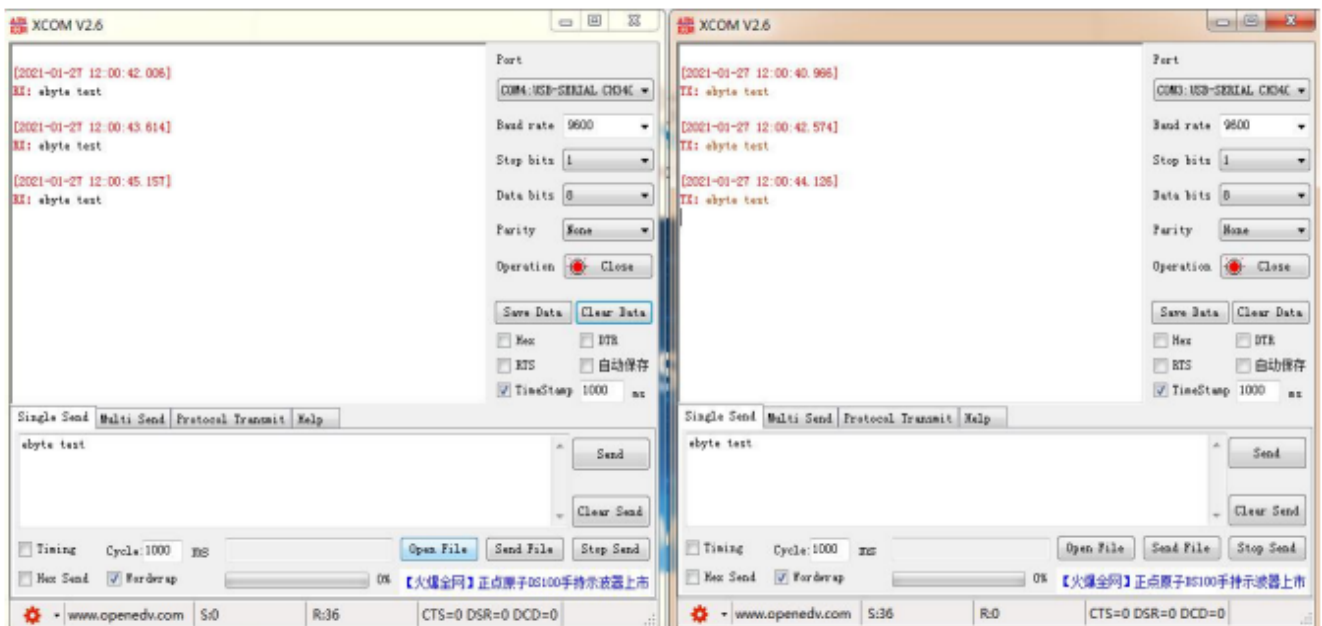 XCOM V2.6
[2021-01-27 12:00:42.006]
RX: ebyte test
[2021-01-27 12:00:43.614]
RX: ebyte test
[2021-01-27 12:00:45.157]
RX: ebyte test
Port
COM4:USB-SERIAL CH34C
Baud rate 9600
Stop bits 1
Data bits 8
Parity None
Operation Close
Save Data Clear Data
Hex DTR
RTS 自动保存
TimeStamp 1000 ms
Single Send Multi Send Protocol Transmit Help
ebyte test
Send
Clear Send
Timing Cycle:1000 ms Open File Send File Stop Send
Hex Send Wordwrap 0% 【火爆全网】正点原子DS100手持示波器上市
www.openedv.com S:0 R:36 CTS=0 DSR=0 DCD=0
XCOM V2.6
[2021-01-27 12:00:40.966]
TX: ebyte test
[2021-01-27 12:00:42.574]
TX: ebyte test
[2021-01-27 12:00:44.126]
TX: ebyte test
Port
COM3:USB-SERIAL CH34C
Baud rate 9600
Stop bits 1
Data bits 8
Parity None
Operation Close
Save Data Clear Data
Hex DTR
RTS 自动保存
TimeStamp 1000 ms
Single Send Multi Send Protocol Transmit Help
ebyte test
Send
Clear Send
Timing Cycle:1000 ms Open File Send File Stop Send
Hex Send Wordwrap 0% 【火爆全网】正点原子DS100手持示波器上市
www.openedv.com S:36 R:0 CTS=0 DSR=0 DCD=0